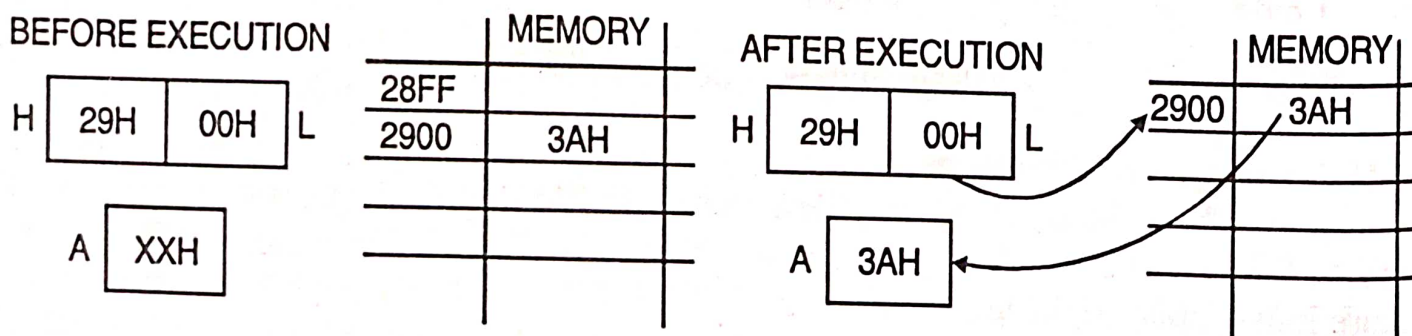 BEFORE EXECUTION
MEMORY
28FF
H 29H 00H L
2900 3AH
A XXH
AFTER EXECUTION
MEMORY
2900 3AH
H 29H 00H L
A 3AH